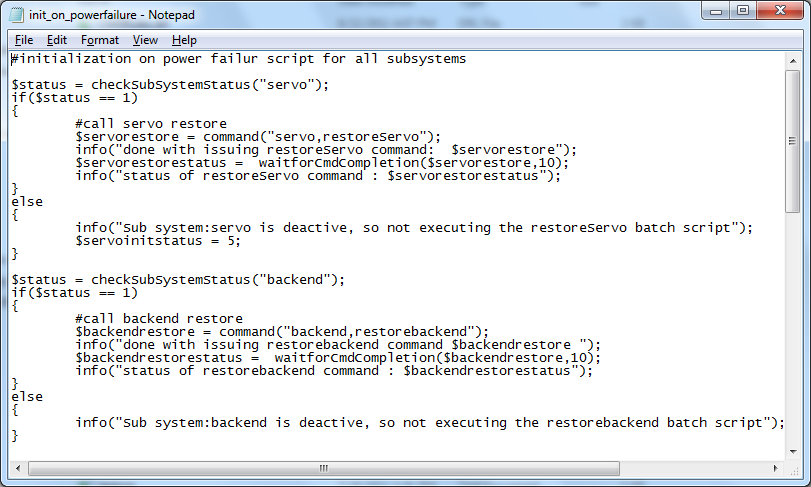 init_on_powerfailure - Notepad
File Edit Format View Help
#initialization on power failur script for all subsystems
$status = checkSubSystemStatus("servo");
if($status == 1)
{
#call servo restore
$servorestore = command("servo,restoreServo");
info("done with issuing restoreServo command:  $servorestore");
$servorestorestatus =  waitforCmdCompletion($servorestore,10);
info("status of restoreServo command : $servorestorestatus");
}
else
{
info("Sub system:servo is deactive, so not executing the restoreServo batch script");
$servoinitstatus = 5;
}
$status = checkSubSystemStatus("backend");
if($status == 1)
{
#call backend restore
$backendrestore = command("backend,restorebackend");
info("done with issuing restorebackend command $backendrestore ");
$backendrestorestatus =  waitforCmdCompletion($backendrestore,10);
info("status of restorebackend command : $backendrestorestatus");
}
else
{
info("Sub system:backend is deactive, so not executing the restorebackend batch script");
}